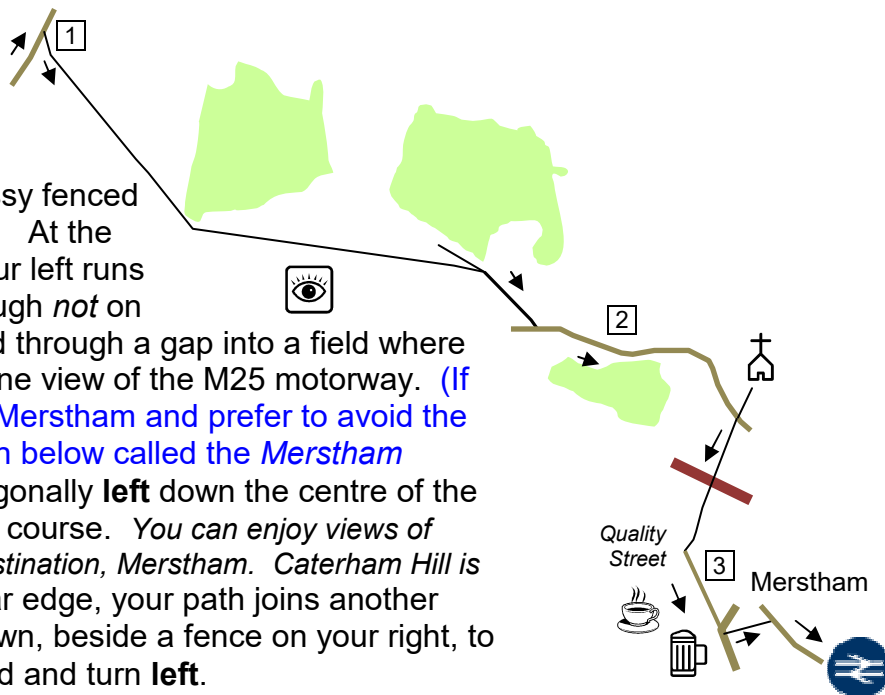 1
ssy fenced
At the
ur left runs
ugh not on
d through a gap into a field where
2
ne view of the M25 motorway. (If
Merstham and prefer to avoid the
n below called the Merstham
gonally left down the centre of the
course. You can enjoy views of
stination, Merstham. Caterham Hill is
ar edge, your path joins another
wn, beside a fence on your right, to
d and turn left.
Quality
Street
3
Merstham